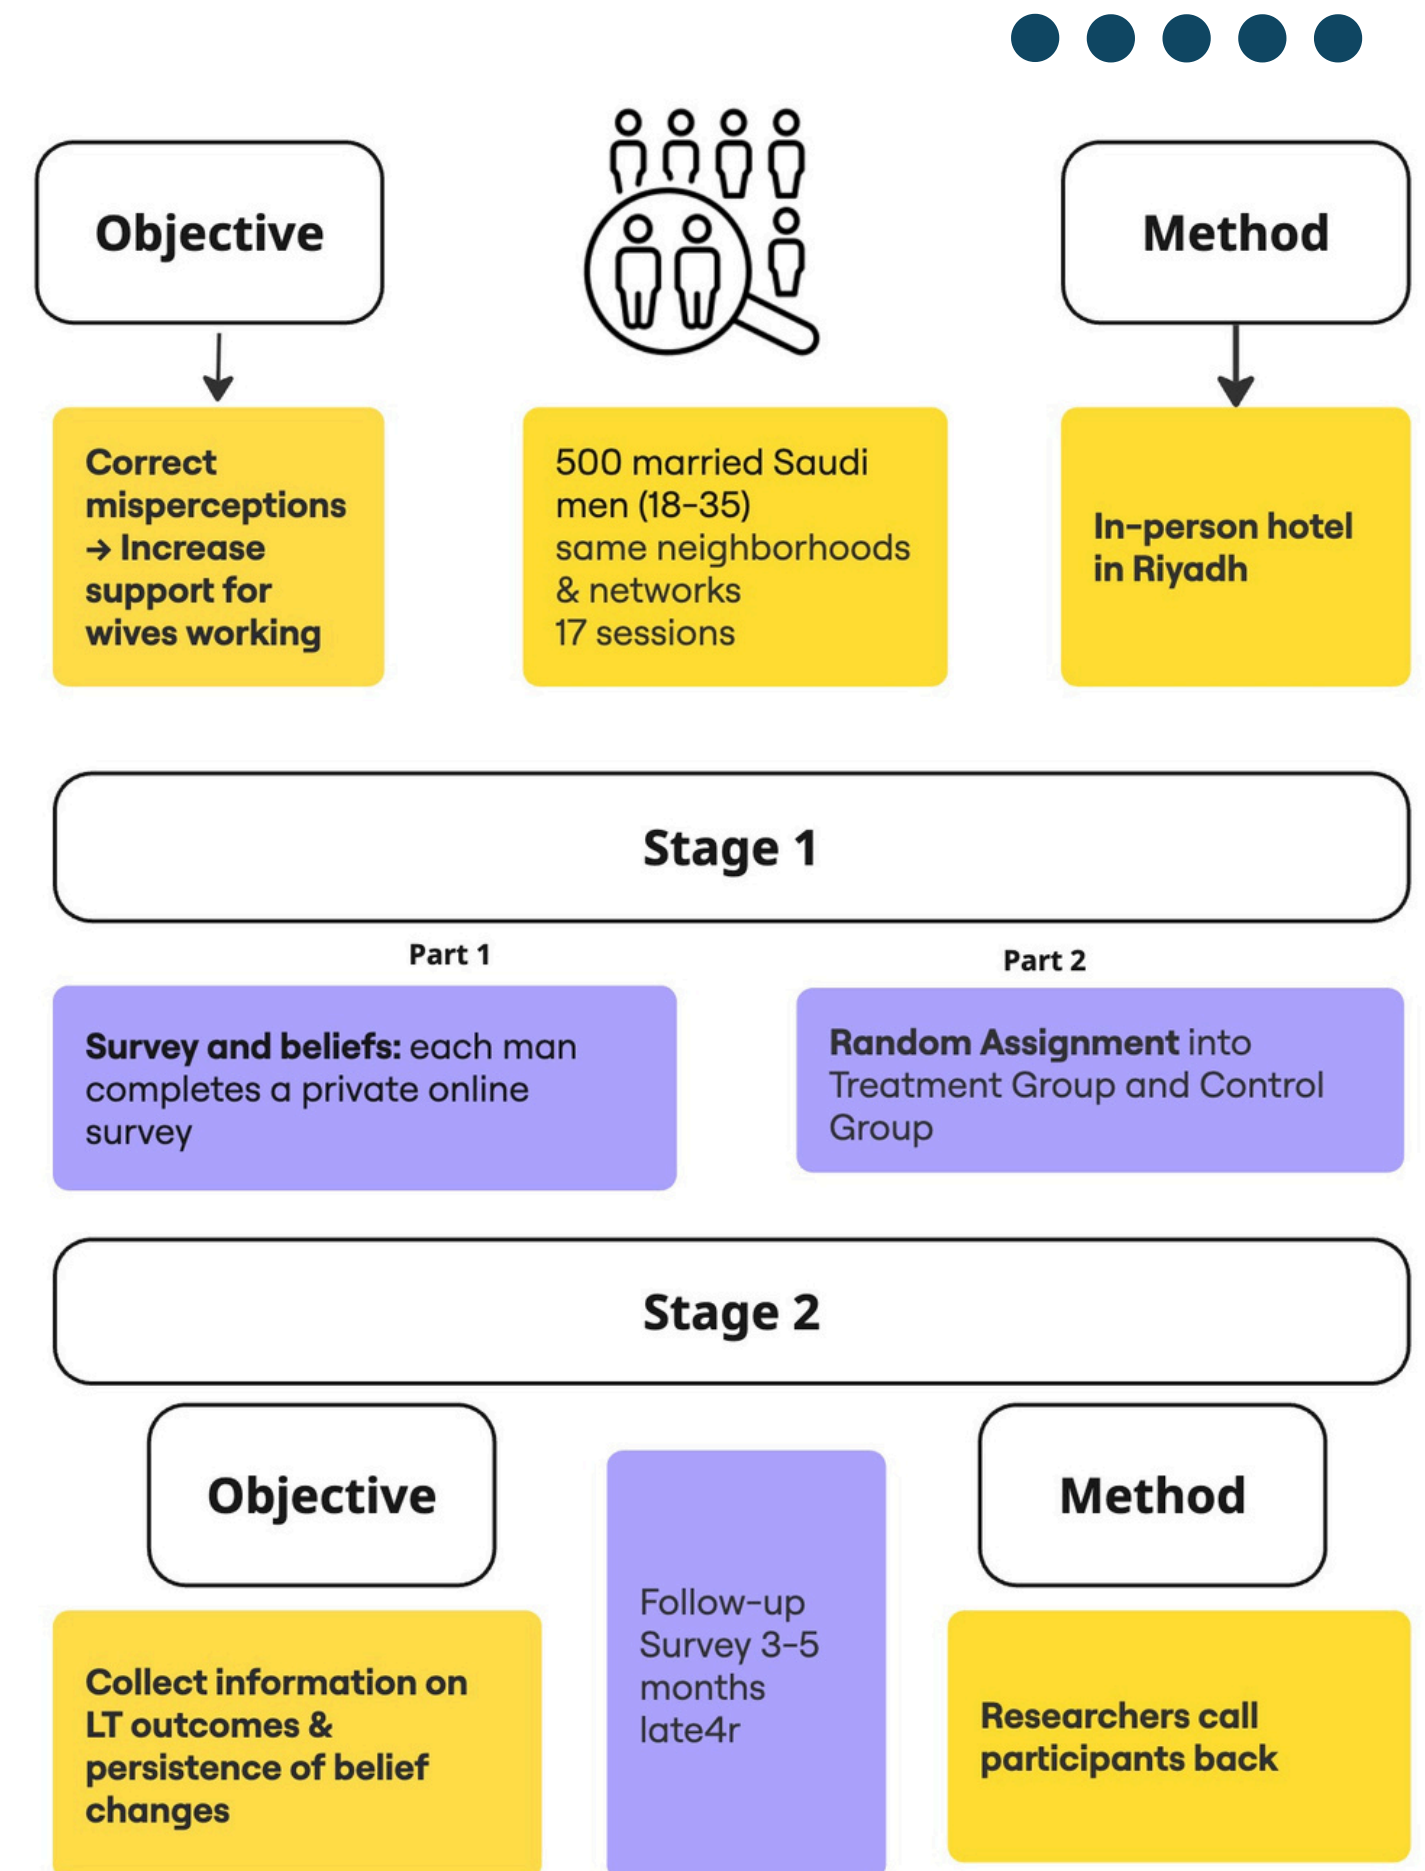 Objective
Method
Correct
misperceptions
→ Increase
support for
wives working
500 married Saudi
men (18-35)
same neighborhoods
& networks
17 sessions
In-person hotel
in Riyadh
Stage 1
Part 1
Part 2
Survey and beliefs: each man
completes a private online
survey
Random Assignment into
Treatment Group and Control
Group
Stage 2
Objective
Method
Collect information on
LT outcomes &
persistence of belief
changes
Follow-up
Survey 3-5
months
late4r
Researchers call
participants back